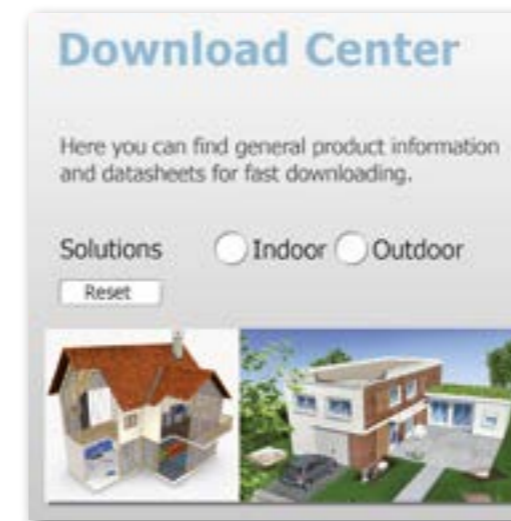 Download Center
Here you can find general product information
and datasheets for fast downloading.
Solutions Indoor Outdoor
Reset